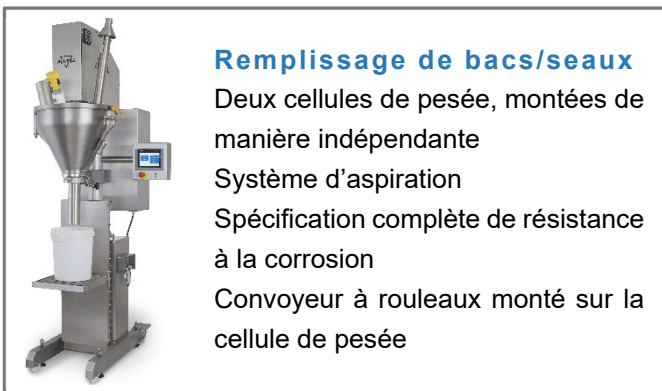 Remplissage de bacs/seaux
Deux cellules de pesée, montées de
manière indépendante
Système d’aspiration
Spécification complète de résistance
à la corrosion
Convoyeur à rouleaux monté sur la
cellule de pesée